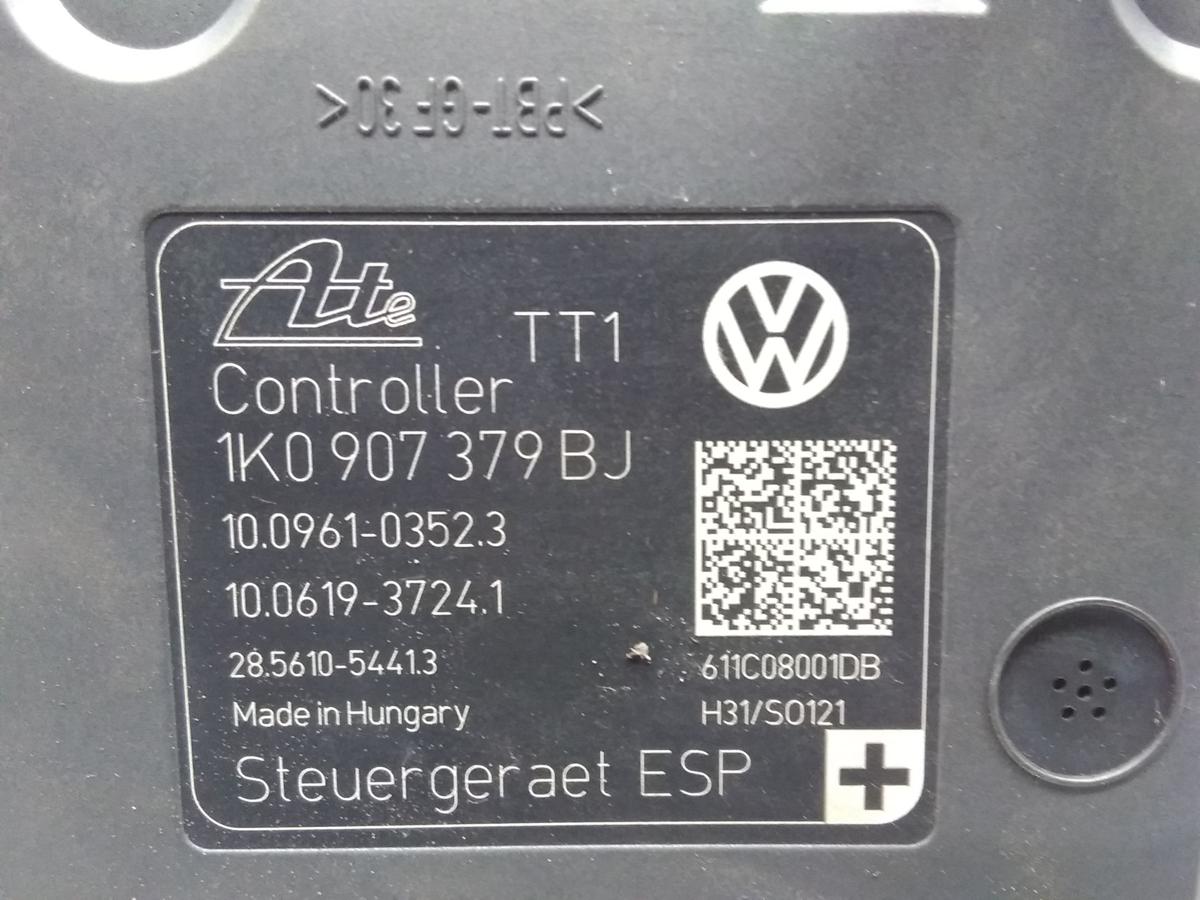 >PBT-GF30<
Ate
TT1
VW
Controller
1K0 907 379 BJ
10.0961-0352.3
10.0619-3724.1
28.5610-5441.3
611C08001DB
Made in Hungary
H31/S0121
Steuergeraet ESP